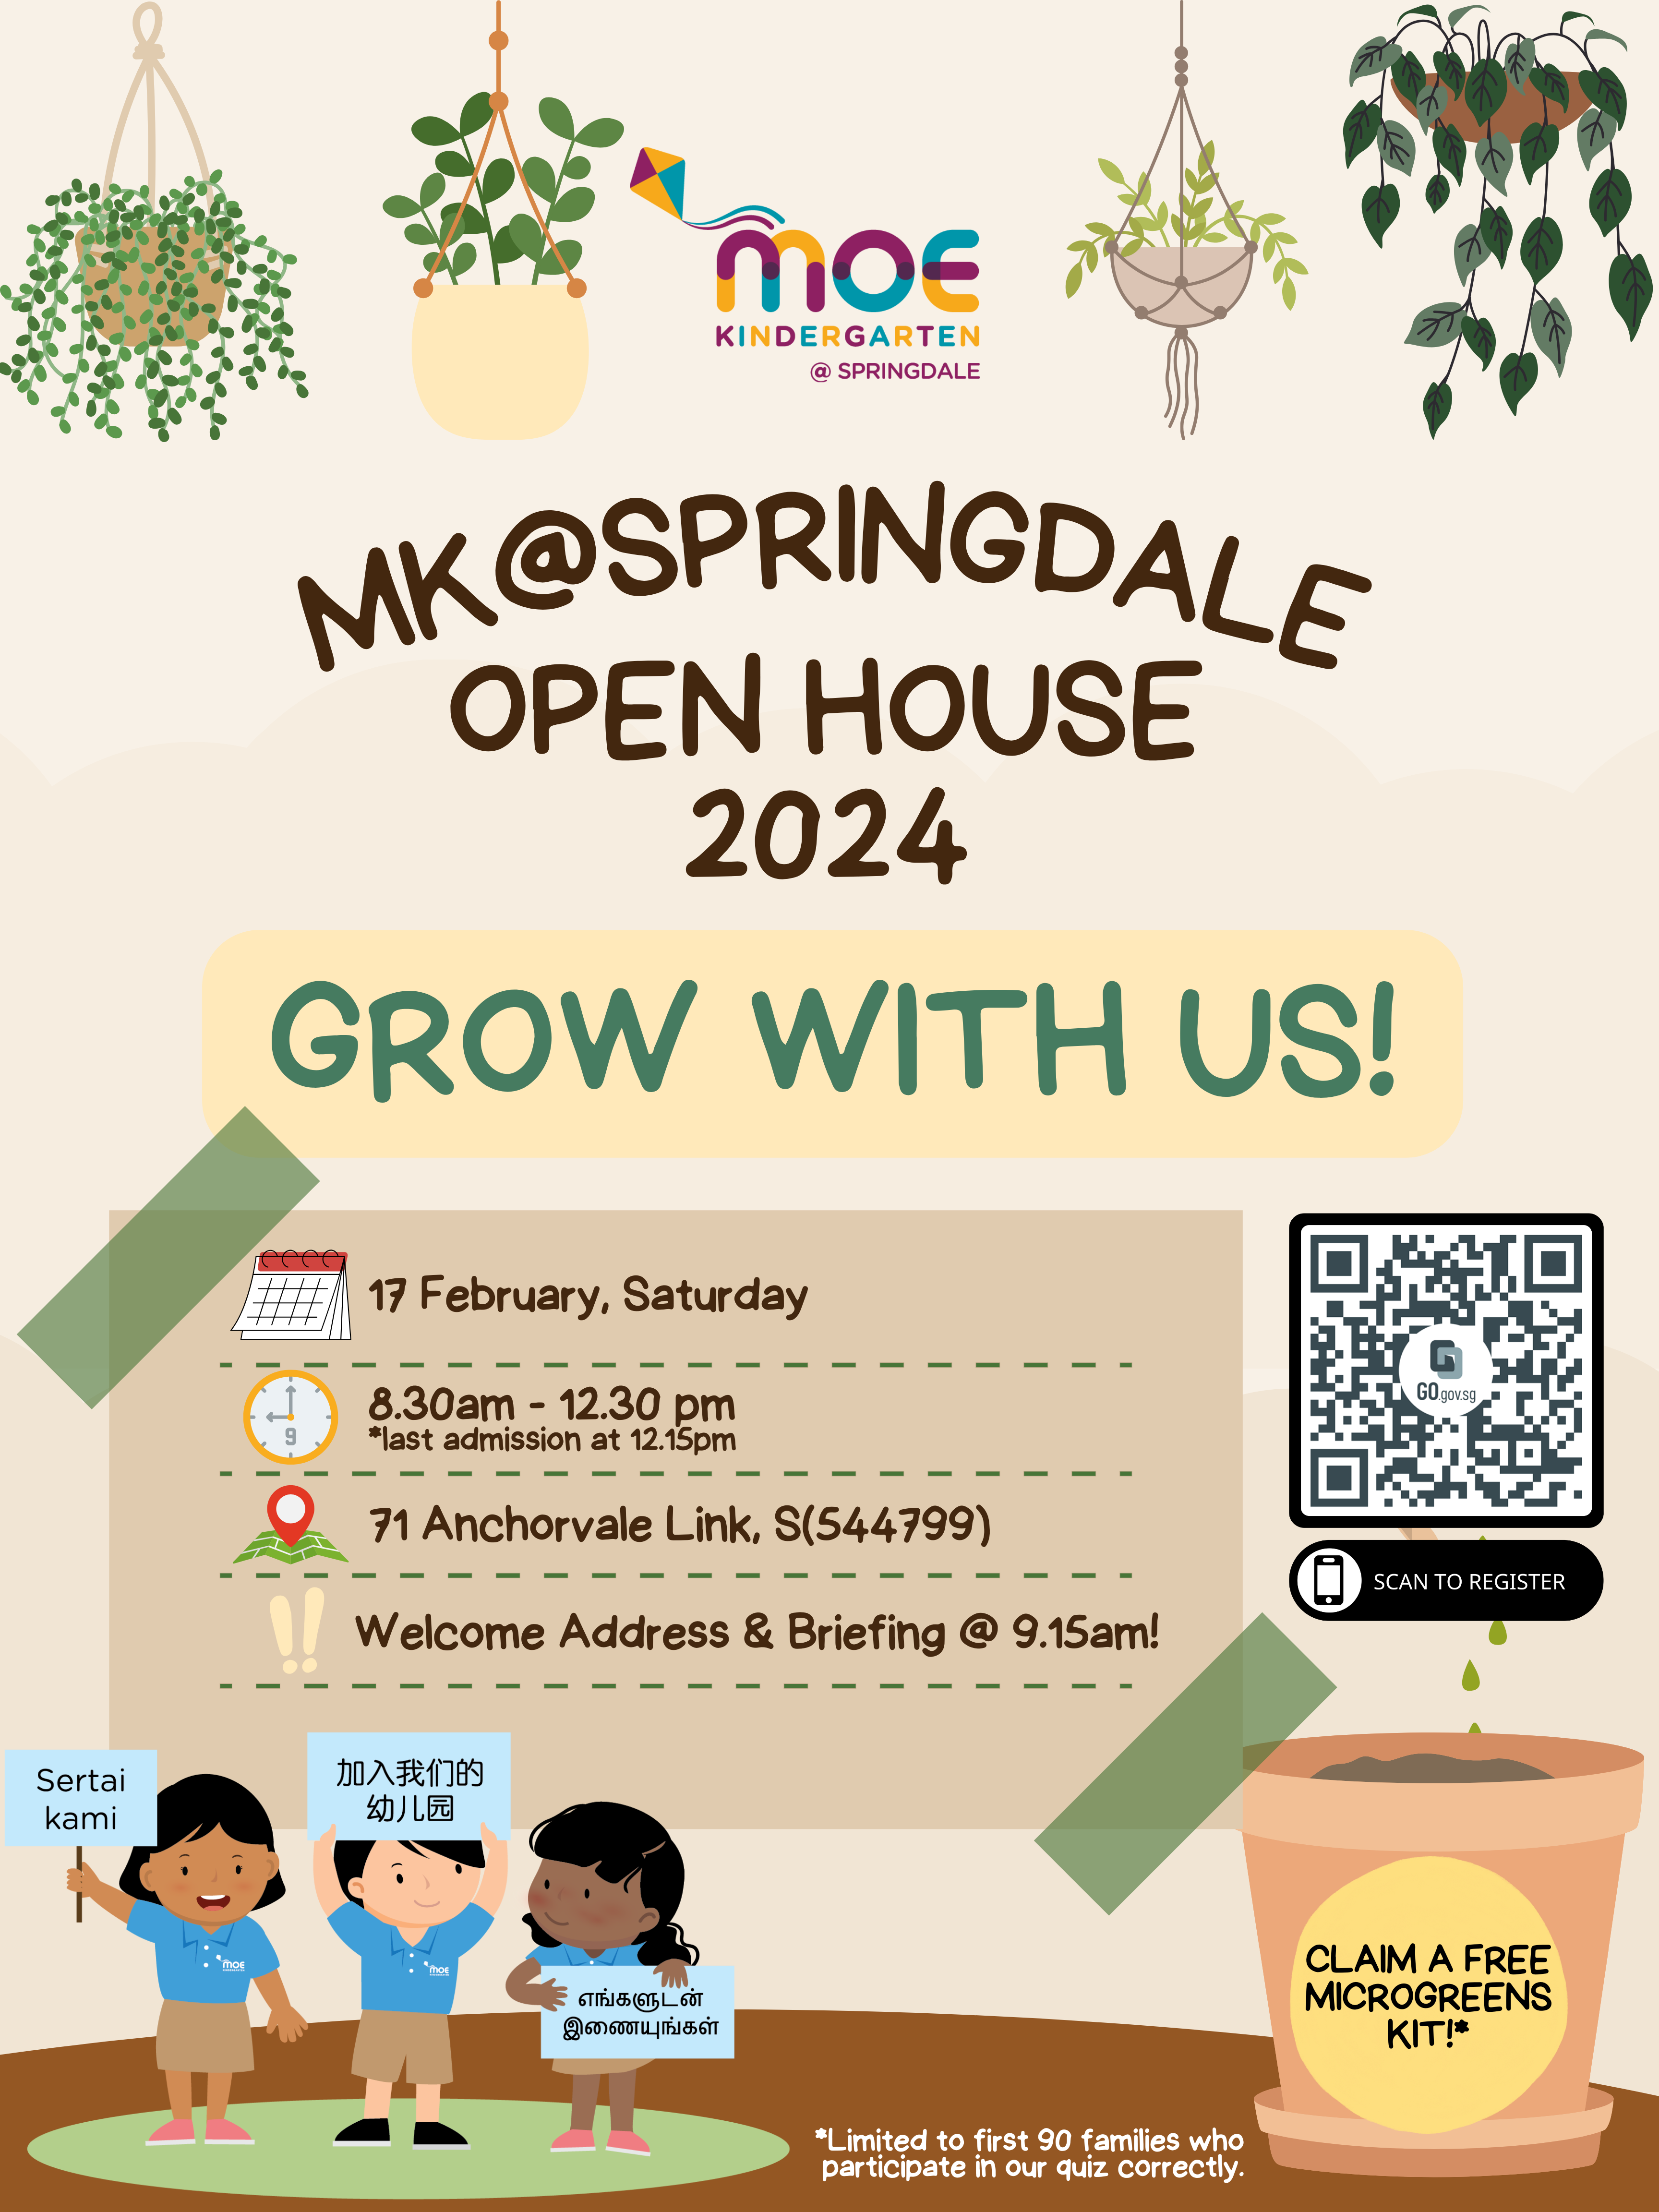 MOE
KINDERGARTEN
@ SPRINGDALE
MK@SPRINGDALE
OPEN HOUSE
2024
GROW WITH US!
17 February, Saturday
8.30am - 12.30 pm
*last admission at 12.15pm
71 Anchorvale Link, S(544799)
Welcome Address & Briefing @ 9.15am!
9
GO.gov.sg
SCAN TO REGISTER
Sertai
kami
加入我们的
幼儿园
எங்களுடன்
இணையுங்கள்
moe
moe
CLAIM A FREE
MICROGREENS
KIT!*
*Limited to first 90 families who
participate in our quiz correctly.